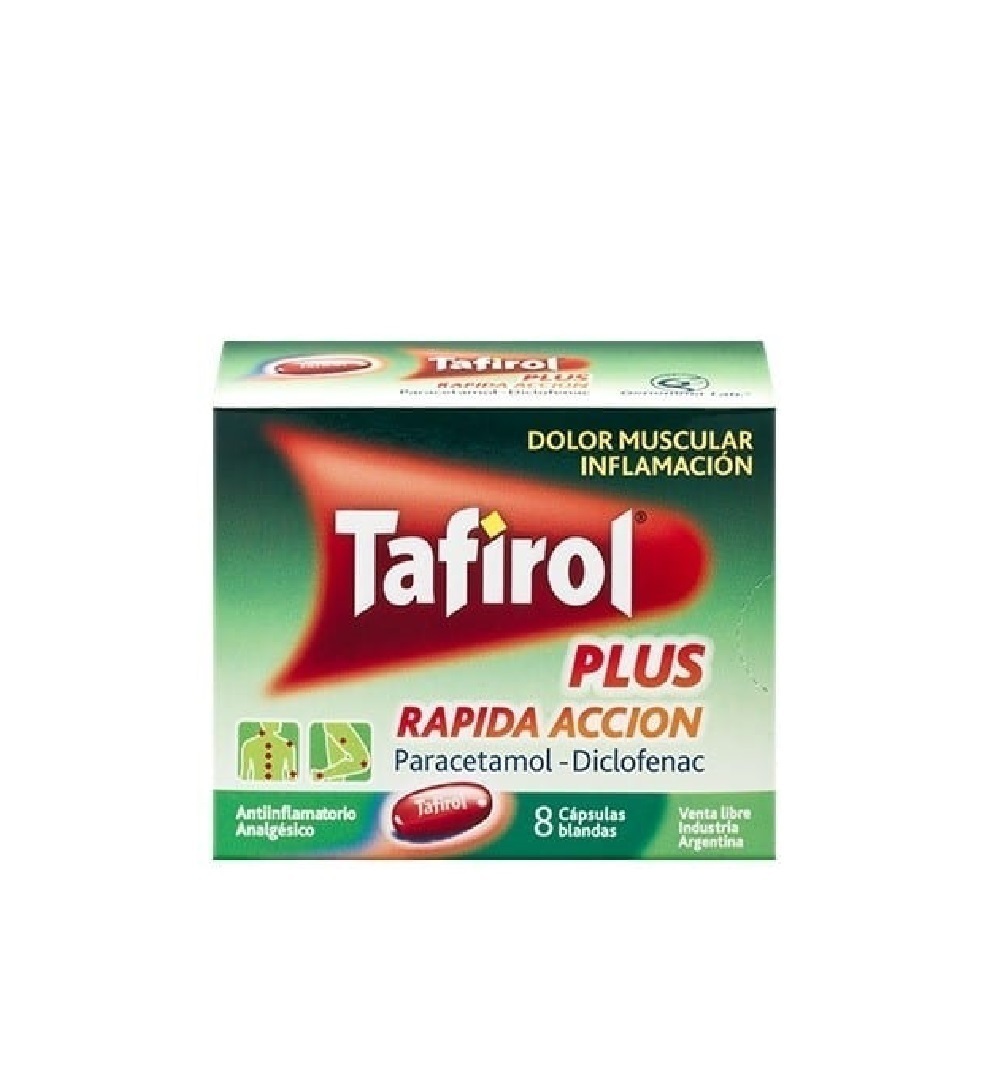 Tafirol
Tafirol
PLUS
RAPIDA ACCION
Paracetamol - Diclofenac
DOLOR MUSCULAR
INFLAMACIÓN
Tafirol®
PLUS
RAPIDA ACCION
Paracetamol - Diclofenac
Antiinflamatorio
Analgésico
Tafirol
8 Cápsulas
blandas
Venta libre
Industria
Argentina